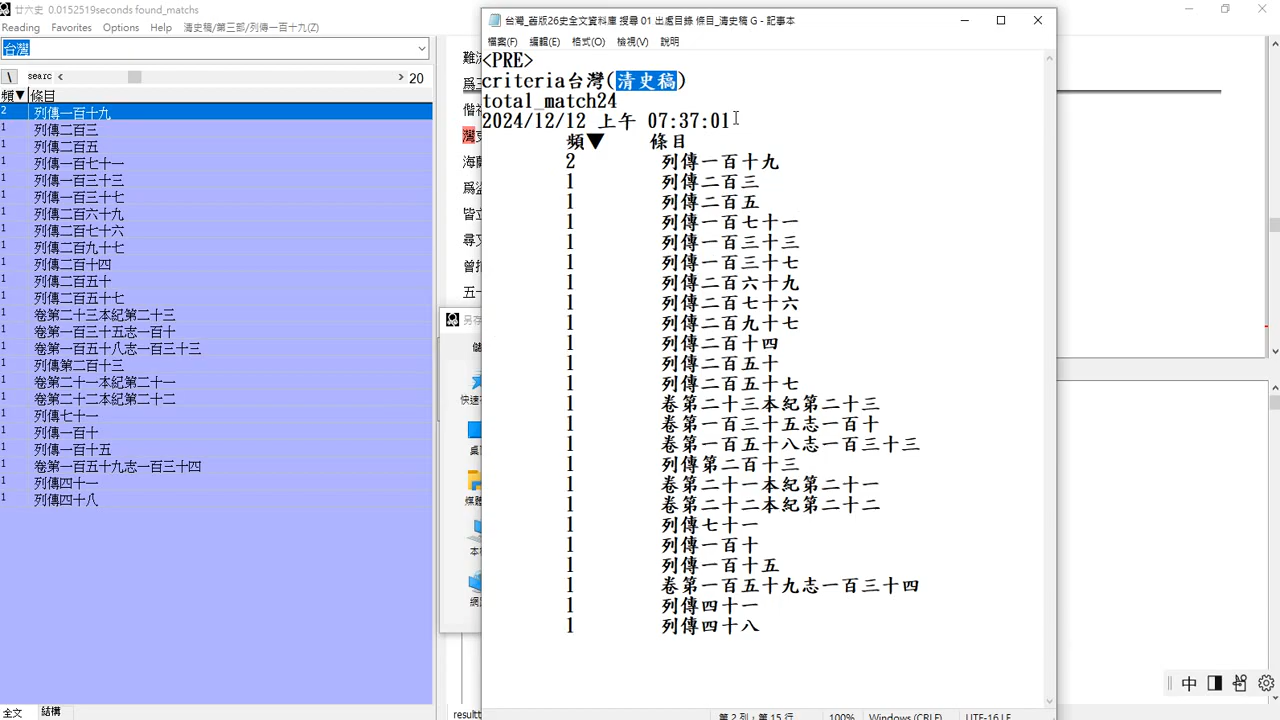 廿六史  0.0152519seconds found_matchs
Reading Favorites Options Help 清史稿/第三部/列傳一百十九(Z)
台灣
\ searc < > 20
頻▼ 條目
2 列傳一百十九
1 列傳二百三
1 列傳二百五
1 列傳一百七十一
1 列傳一百三十三
1 列傳一百三十七
1 列傳二百六十九
1 列傳二百七十六
1 列傳二百九十七
1 列傳二百十四
1 列傳二百五十
1 列傳二百五十七
1 卷第二十三本紀第二十三
1 卷第一百三十五志一百十
1 卷第一百五十八志一百三十三
1 列傳第二百十三
1 卷第二十一本紀第二十一
1 卷第二十二本紀第二十二
1 列傳七十一
1 列傳一百十
1 列傳一百十五
1 卷第一百五十九志一百三十四
1 列傳四十一
1 列傳四十八
全文 結構
難
爲三
偕
灣
海
爲
皆立
尋又
曾
五十
另存
快速
桌
媒體
本
網
台灣_舊版26史全文資料庫 搜尋 01 出處目錄 條目_清史稿 G - 記事本
檔案(F) 編輯(E) 格式(O) 檢視(V) 說明
<PRE>
criteria台灣(清史稿)
total_match24
2024/12/12 上午 07:37:01
頻▼ 條目
2 列傳一百十九
1 列傳二百三
1 列傳二百五
1 列傳一百七十一
1 列傳一百三十三
1 列傳一百三十七
1 列傳二百六十九
1 列傳二百七十六
1 列傳二百九十七
1 列傳二百十四
1 列傳二百五十
1 列傳二百五十七
1 卷第二十三本紀第二十三
1 卷第一百三十五志一百十
1 卷第一百五十八志一百三十三
1 列傳第二百十三
1 卷第二十一本紀第二十一
1 卷第二十二本紀第二十二
1 列傳七十一
1 列傳一百十
1 列傳一百十五
1 卷第一百五十九志一百三十四
1 列傳四十一
1 列傳四十八
第 2 列，第 15 行 100% Windows (CRLF) UTF-16 LE
中